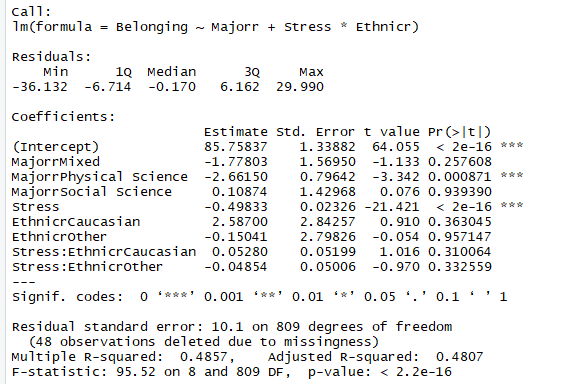 Call:
lm(formula = Belonging ~ Majorr + Stress * Ethnicr)
Residuals:
Min 1Q Median 3Q Max
-36.132 -6.714 -0.170 6.162 29.990
Coefficients:
Estimate Std. Error t value Pr(>|t|)
(Intercept) 85.75837 1.33882 64.055 < 2e-16 ***
MajorrMixed -1.77803 1.56950 -1.133 0.257608
MajorrPhysical Science -2.66150 0.79642 -3.342 0.000871 ***
MajorrSocial Science 0.10874 1.42968 0.076 0.939390
Stress -0.49833 0.02326 -21.421 < 2e-16 ***
EthnicrCaucasian 2.58700 2.84257 0.910 0.363045
EthnicrOther -0.15041 2.79826 -0.054 0.957147
Stress:EthnicrCaucasian 0.05280 0.05199 1.016 0.310064
Stress:EthnicrOther -0.04854 0.05006 -0.970 0.332559
---
Signif. codes: 0 ‘***’ 0.001 ‘**’ 0.01 ‘*’ 0.05 ‘.’ 0.1 ‘ ’ 1
Residual standard error: 10.1 on 809 degrees of freedom
(48 observations deleted due to missingness)
Multiple R-squared: 0.4857, Adjusted R-squared: 0.4807
F-statistic: 95.52 on 8 and 809 DF, p-value: < 2.2e-16